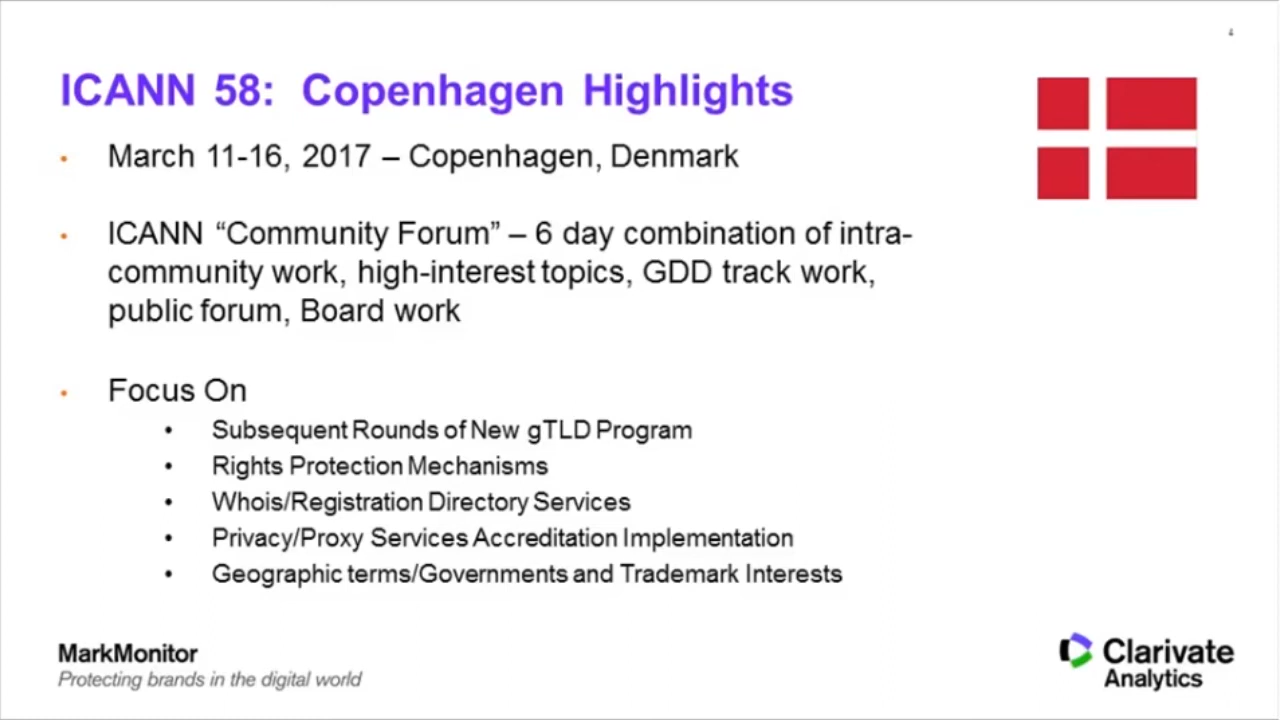 4
ICANN 58: Copenhagen Highlights
• March 11-16, 2017 – Copenhagen, Denmark
• ICANN “Community Forum” – 6 day combination of intra-
community work, high-interest topics, GDD track work,
public forum, Board work
• Focus On
• Subsequent Rounds of New gTLD Program
• Rights Protection Mechanisms
• Whois/Registration Directory Services
• Privacy/Proxy Services Accreditation Implementation
• Geographic terms/Governments and Trademark Interests
MarkMonitor
Protecting brands in the digital world
Clarivate
Analytics